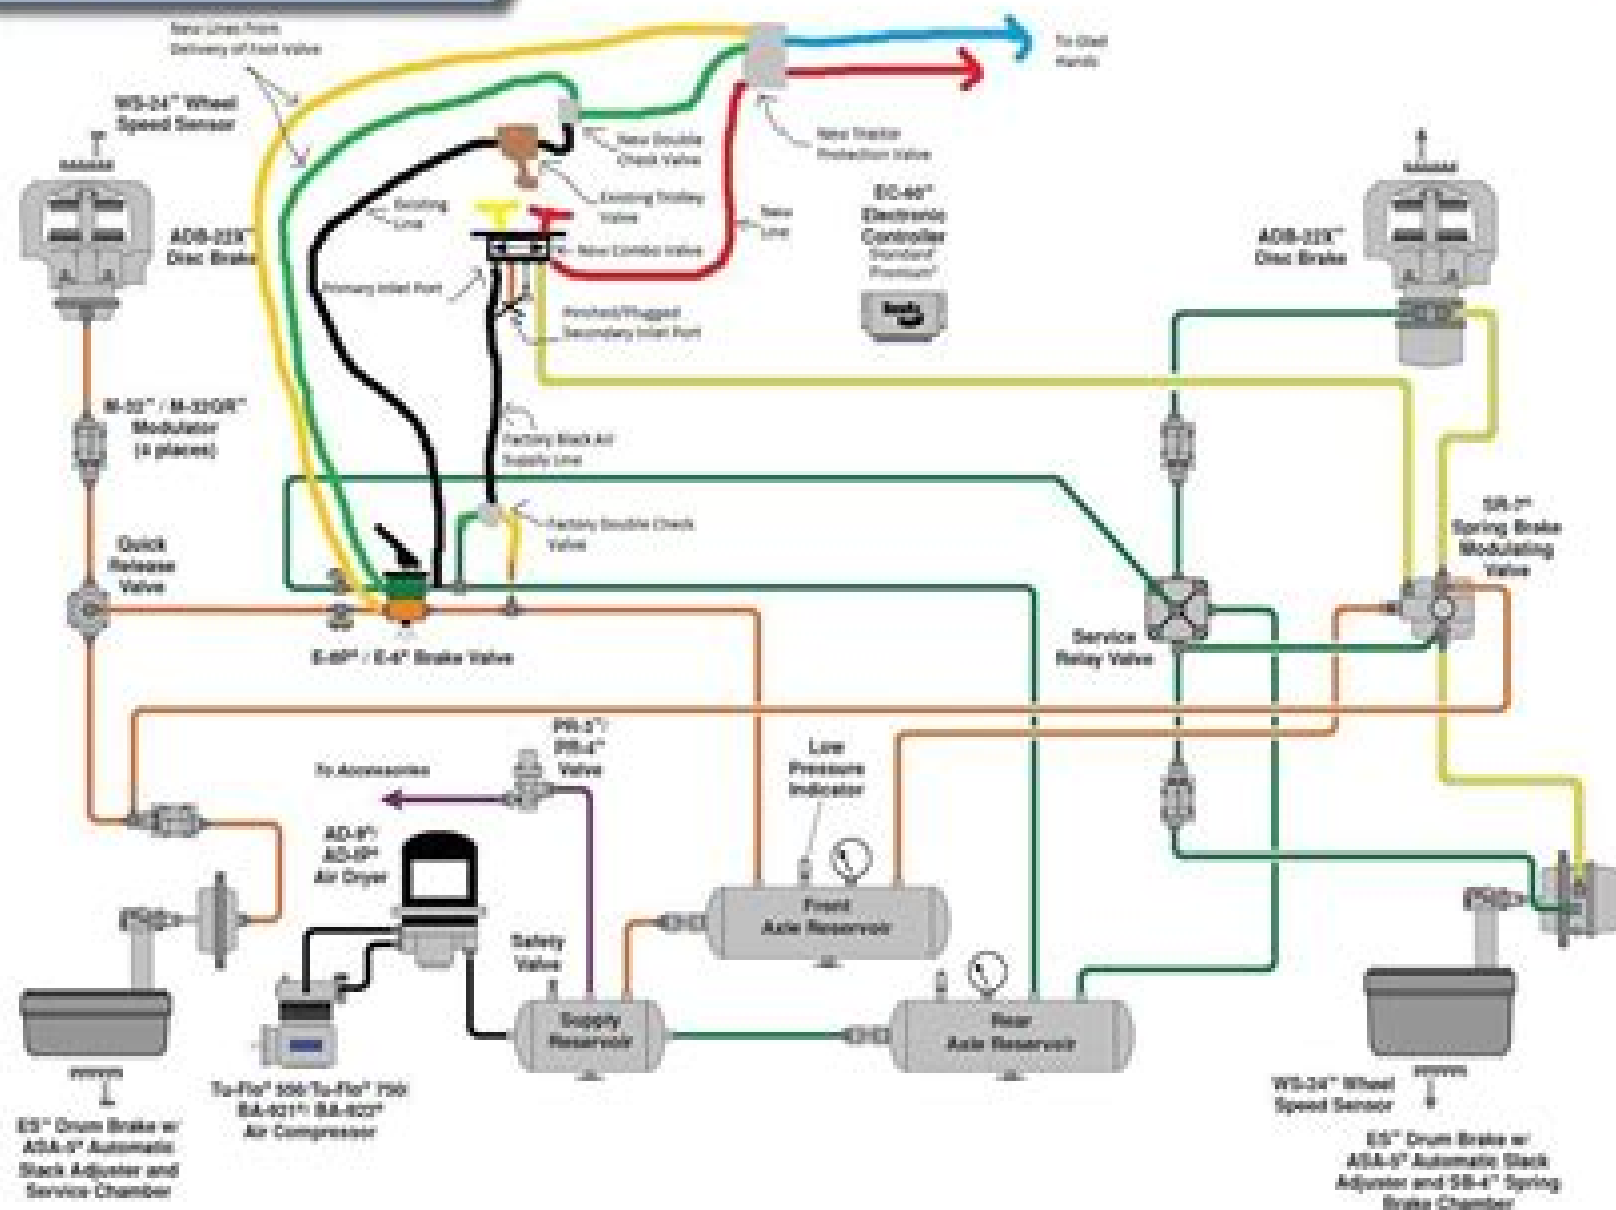 New Lines From
Delivery of Foot Valve
To Glad
Hands
WS-24™ Wheel
Speed Sensor
New Double
Check Valve
New Tractor
Protection Valve
Existing
Line
Existing Trolley
Valve
New
Line
EC-60™
Electronic
Controller
Standard
Premium
ADB-22X™
Disc Brake
ADB-22X™
Disc Brake
New Combo Valve
Primary Inlet Port
Pinched/Plugged
Secondary Inlet Port
M-32™ / M-32QR™
Modulator
(4 places)
Factory Black Air
Supply Line
Factory Double Check
Valve
Quick
Release
Valve
SR-7®
Spring Brake
Modulating
Valve
E-8P® / E-6® Brake Valve
Service
Relay Valve
PR-3™/
PR-4™
Valve
To Accessories
Low
Pressure
Indicator
AD-9®/
AD-IP®
Air Dryer
Safety
Valve
Front
Axle Reservoir
Supply
Reservoir
Rear
Axle Reservoir
Tu-Flo® 550/Tu-Flo® 750/
BA-921®/ BA-922®
Air Compressor
ES™ Drum Brake w/
ASA-5® Automatic
Slack Adjuster and
Service Chamber
WS-24™ Wheel
Speed Sensor
ES™ Drum Brake w/
ASA-5® Automatic Slack
Adjuster and SB-4™ Spring
Brake Chamber